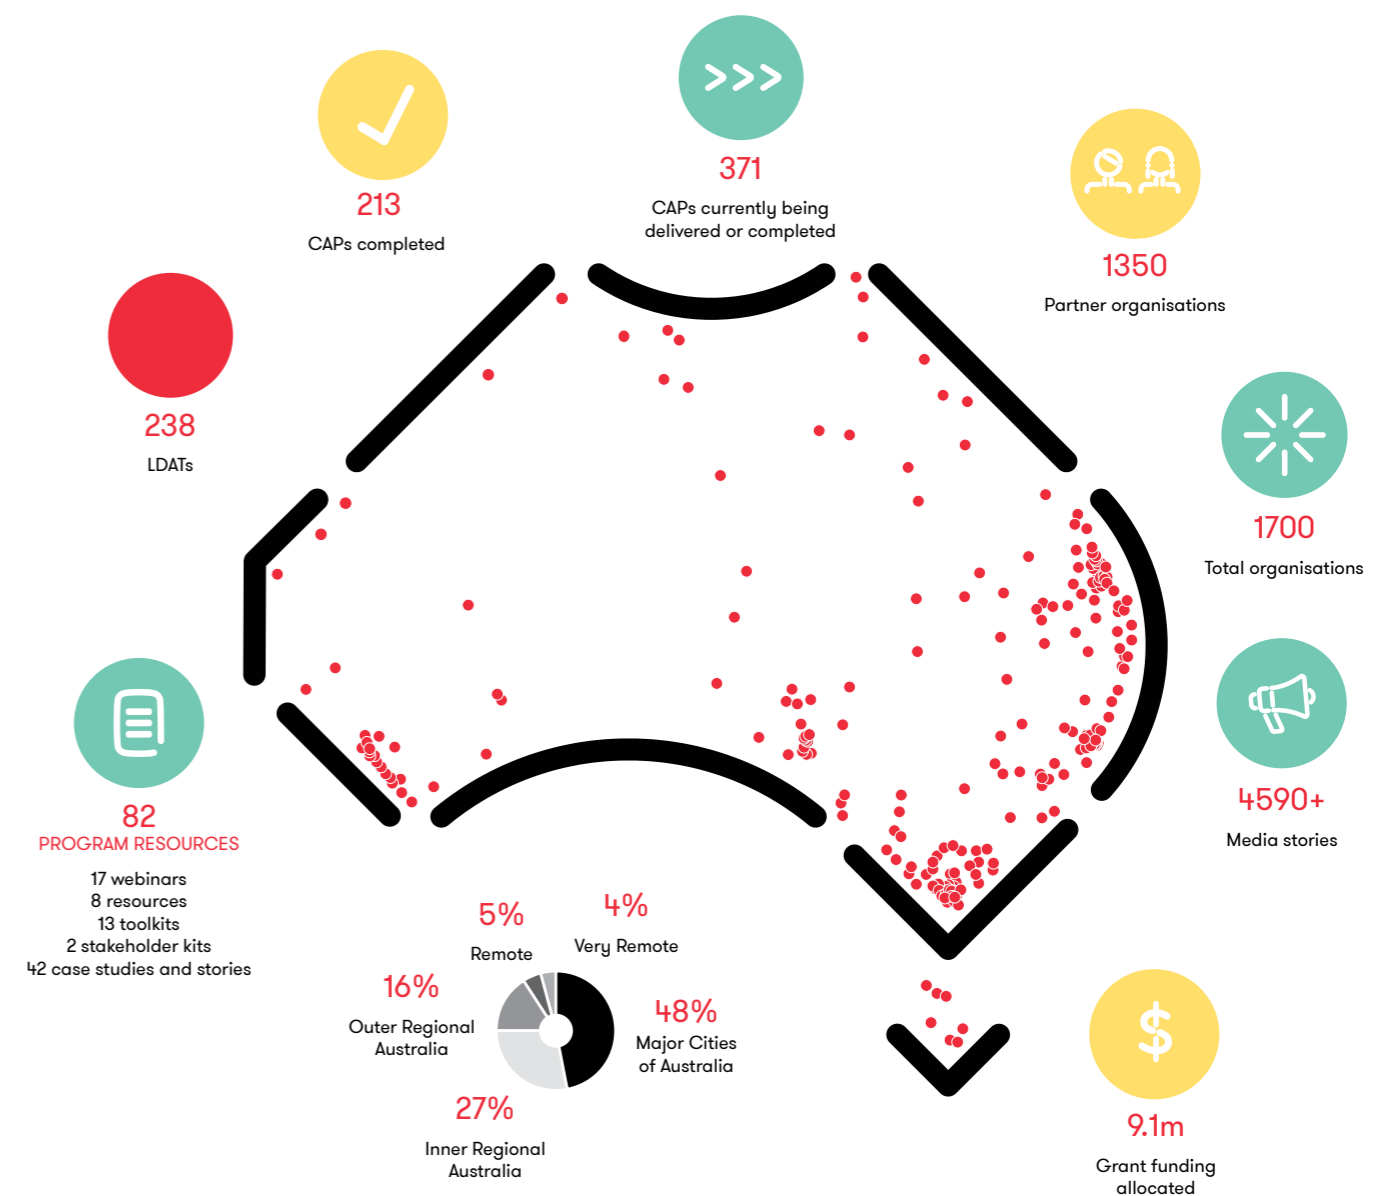 213
CAPs completed
>>>
371
CAPs currently being
delivered or completed
1350
Partner organisations
238
LDATs
1700
Total organisations
4590+
Media stories
82
PROGRAM RESOURCES
17 webinars
8 resources
13 toolkits
2 stakeholder kits
42 case studies and stories
5%
Remote
4%
Very Remote
16%
Outer Regional
Australia
48%
Major Cities
of Australia
27%
Inner Regional
Australia
$
9.1m
Grant funding
allocated